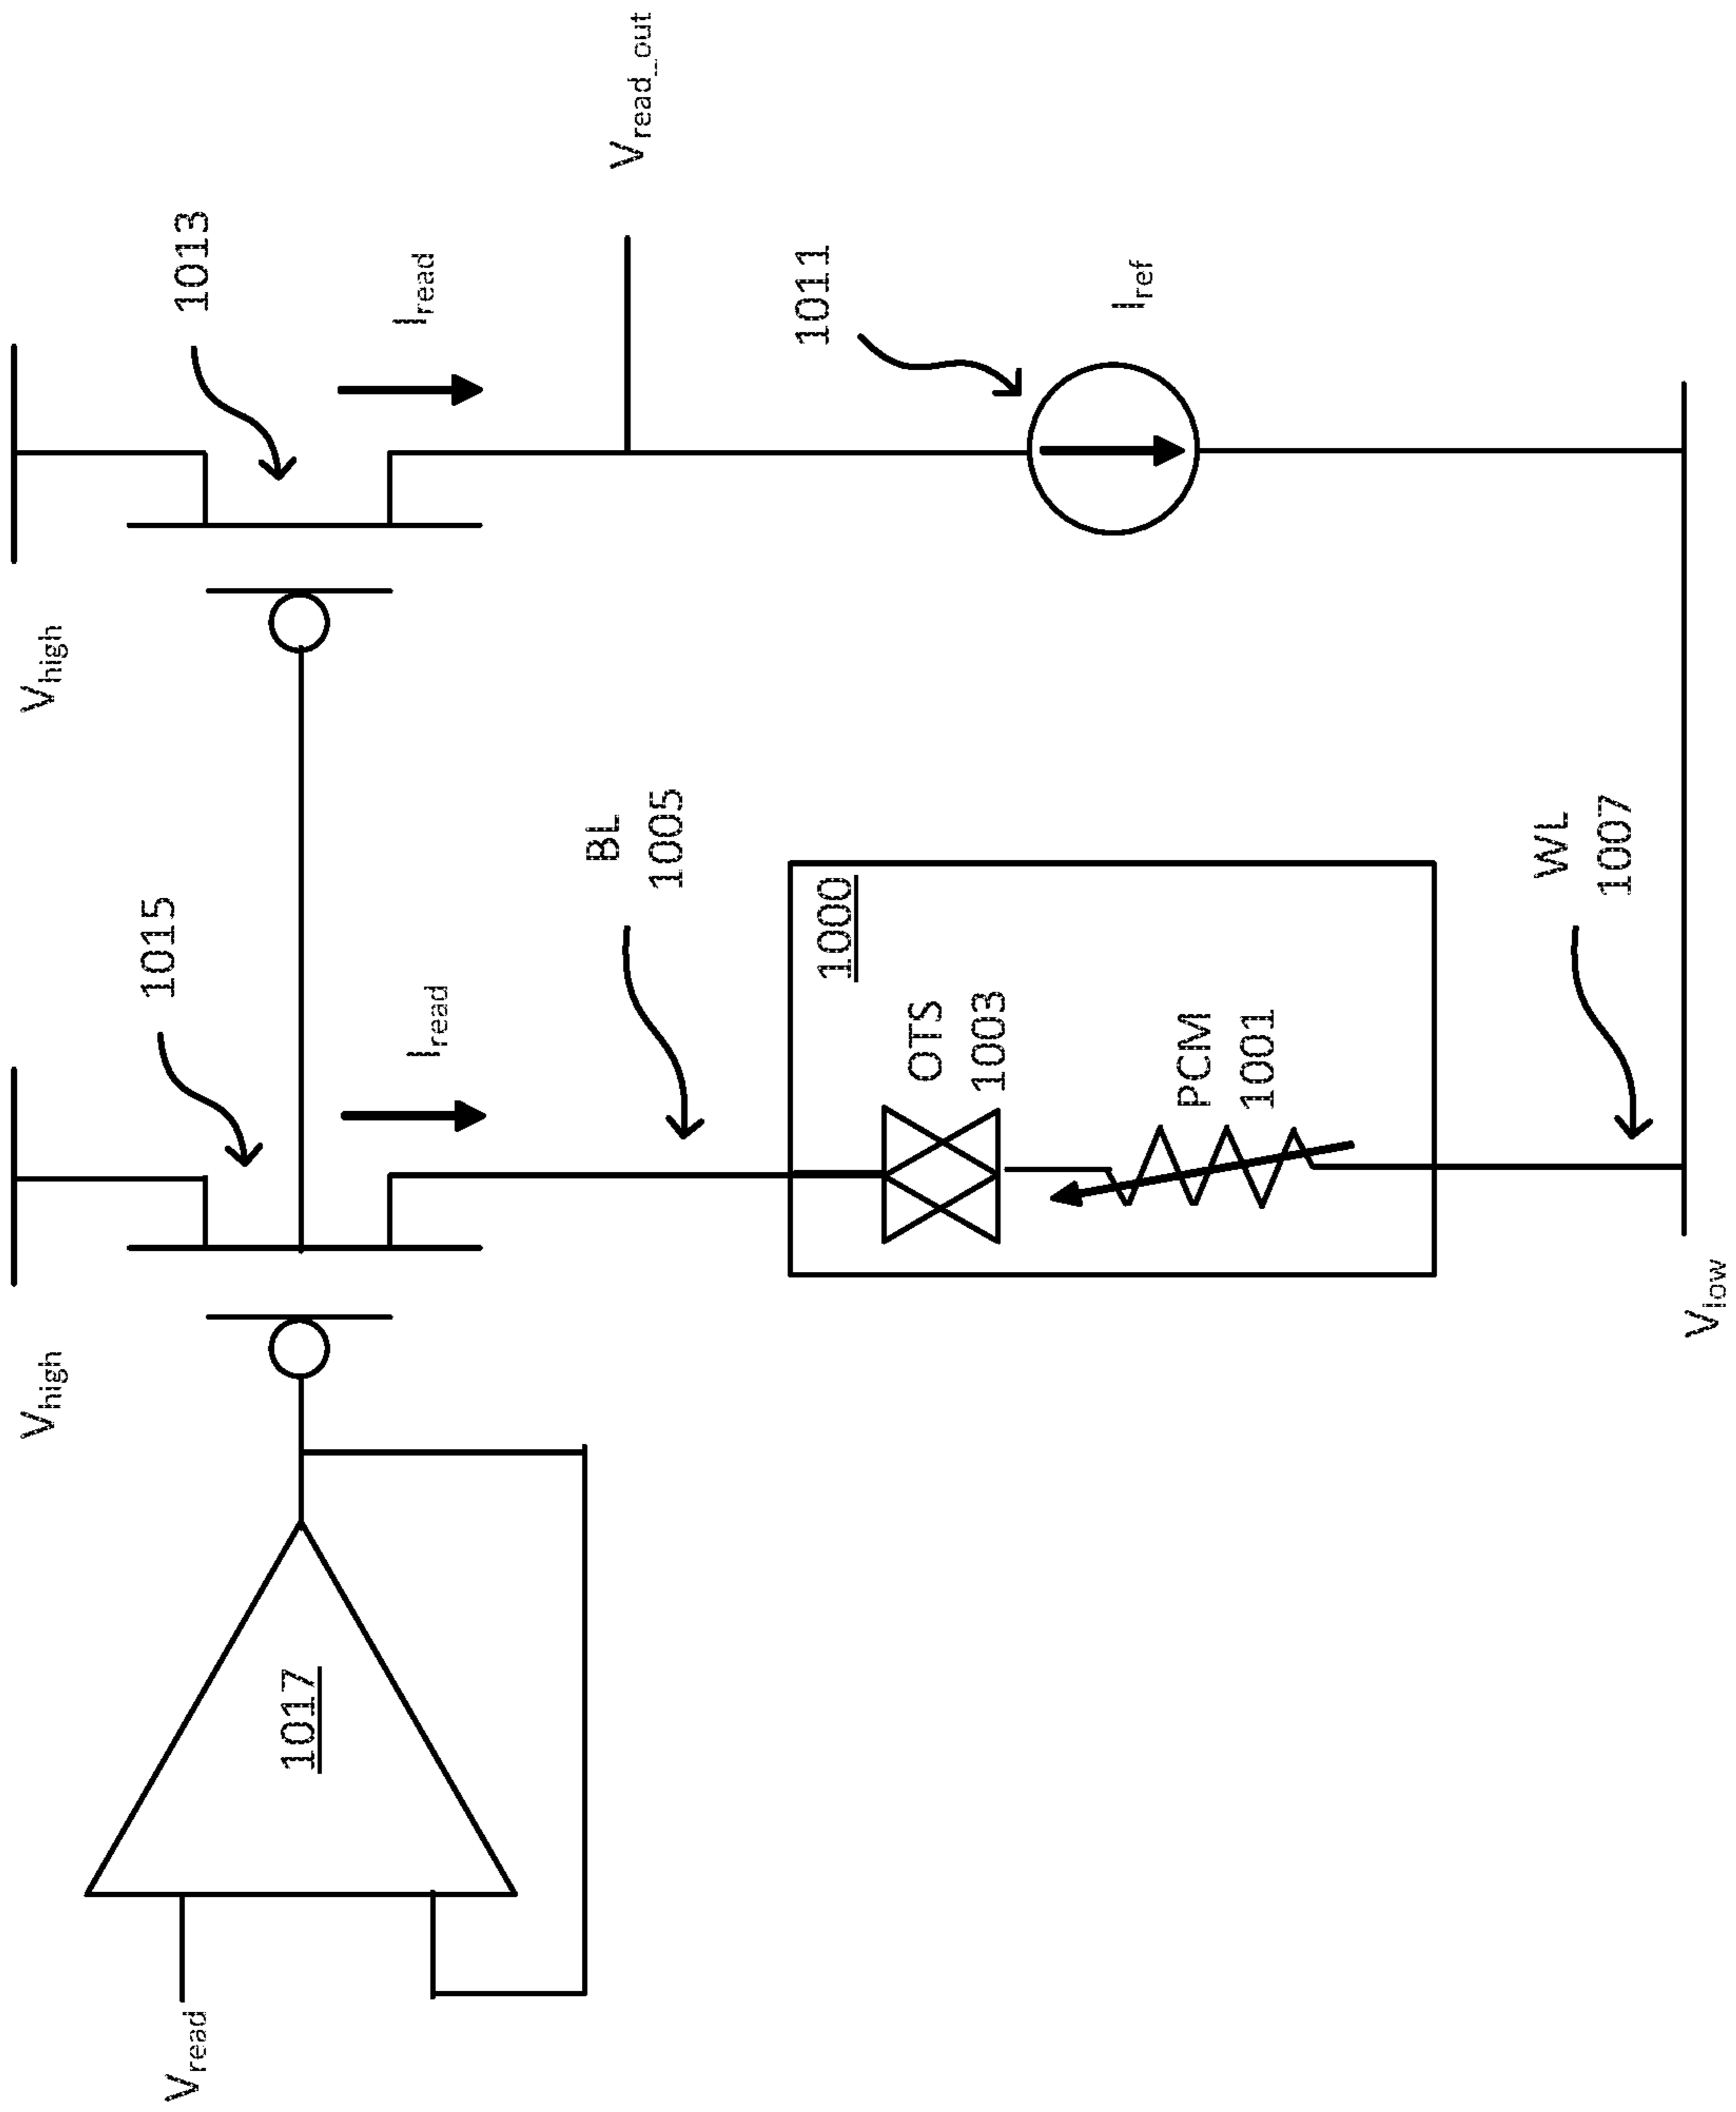 Vhigh
Vhigh
1015
1013
Vread
1017
Iread
Iread
BL
1005
Vread_out
1011
1000
OTS
1003
Iref
PCM
1001
WL
1007
Vlow